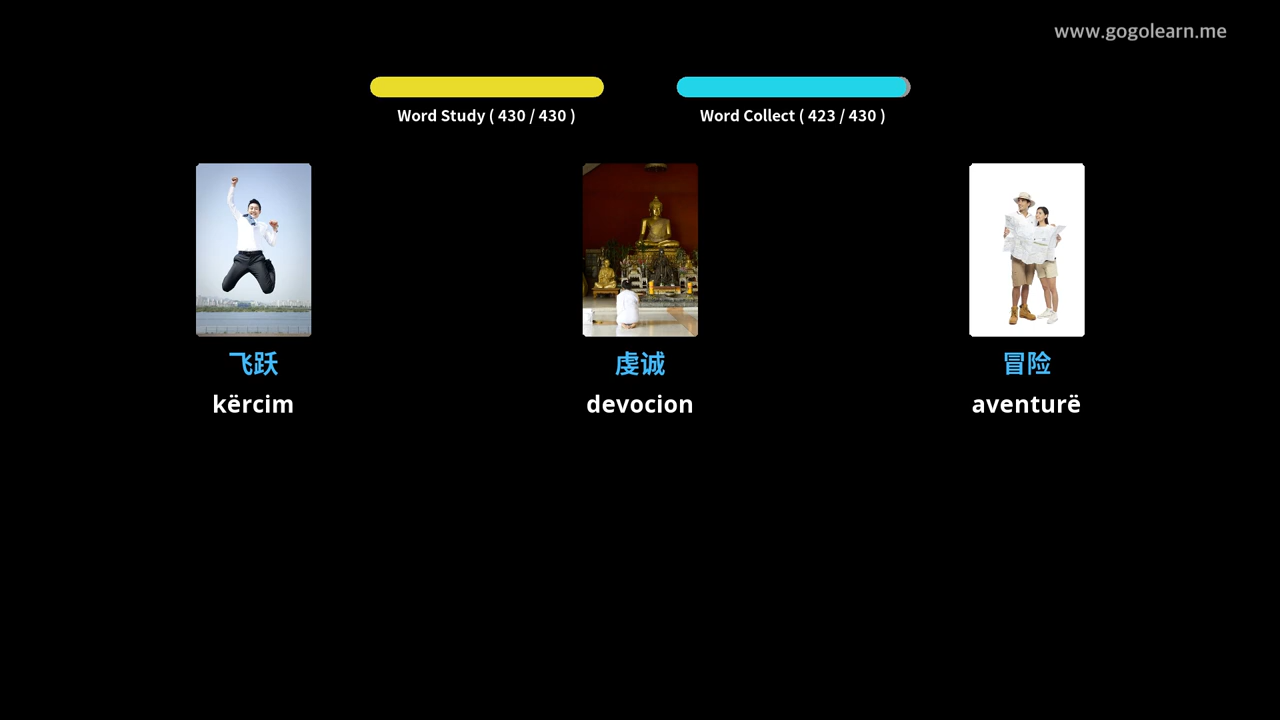 www.gogolearn.me
Word Study ( 430 / 430 )
Word Collect ( 423 / 430 )
飞跃
虔诚
冒险
kërcim
devocion
aventurë